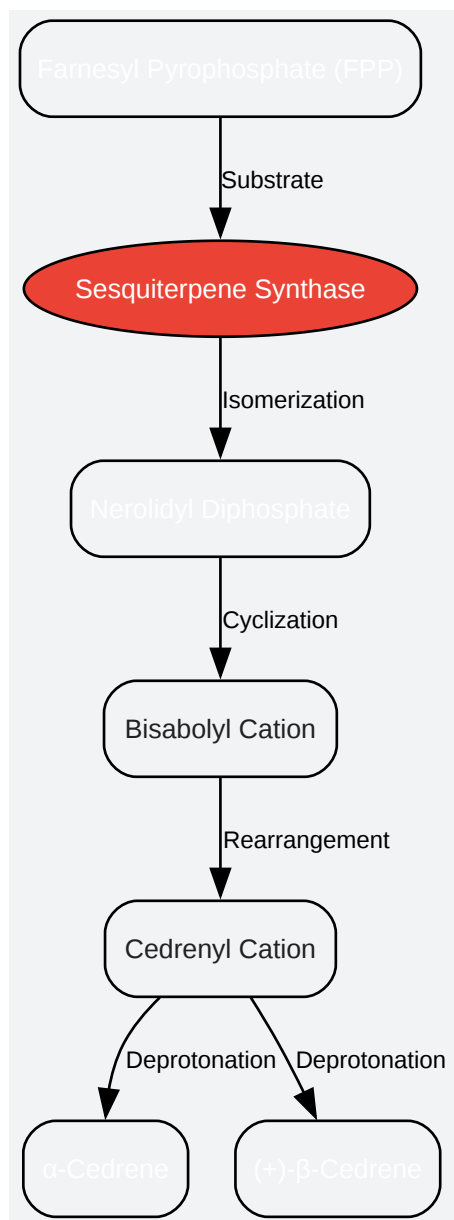 Farnesyl Pyrophosphate (FPP)
Substrate
Sesquiterpene Synthase
Isomerization
Nerolidyl Diphosphate
Cyclization
Bisabolyl Cation
Rearrangement
Cedrenyl Cation
Deprotonation
Deprotonation
α-Cedrene
(+)-β-Cedrene